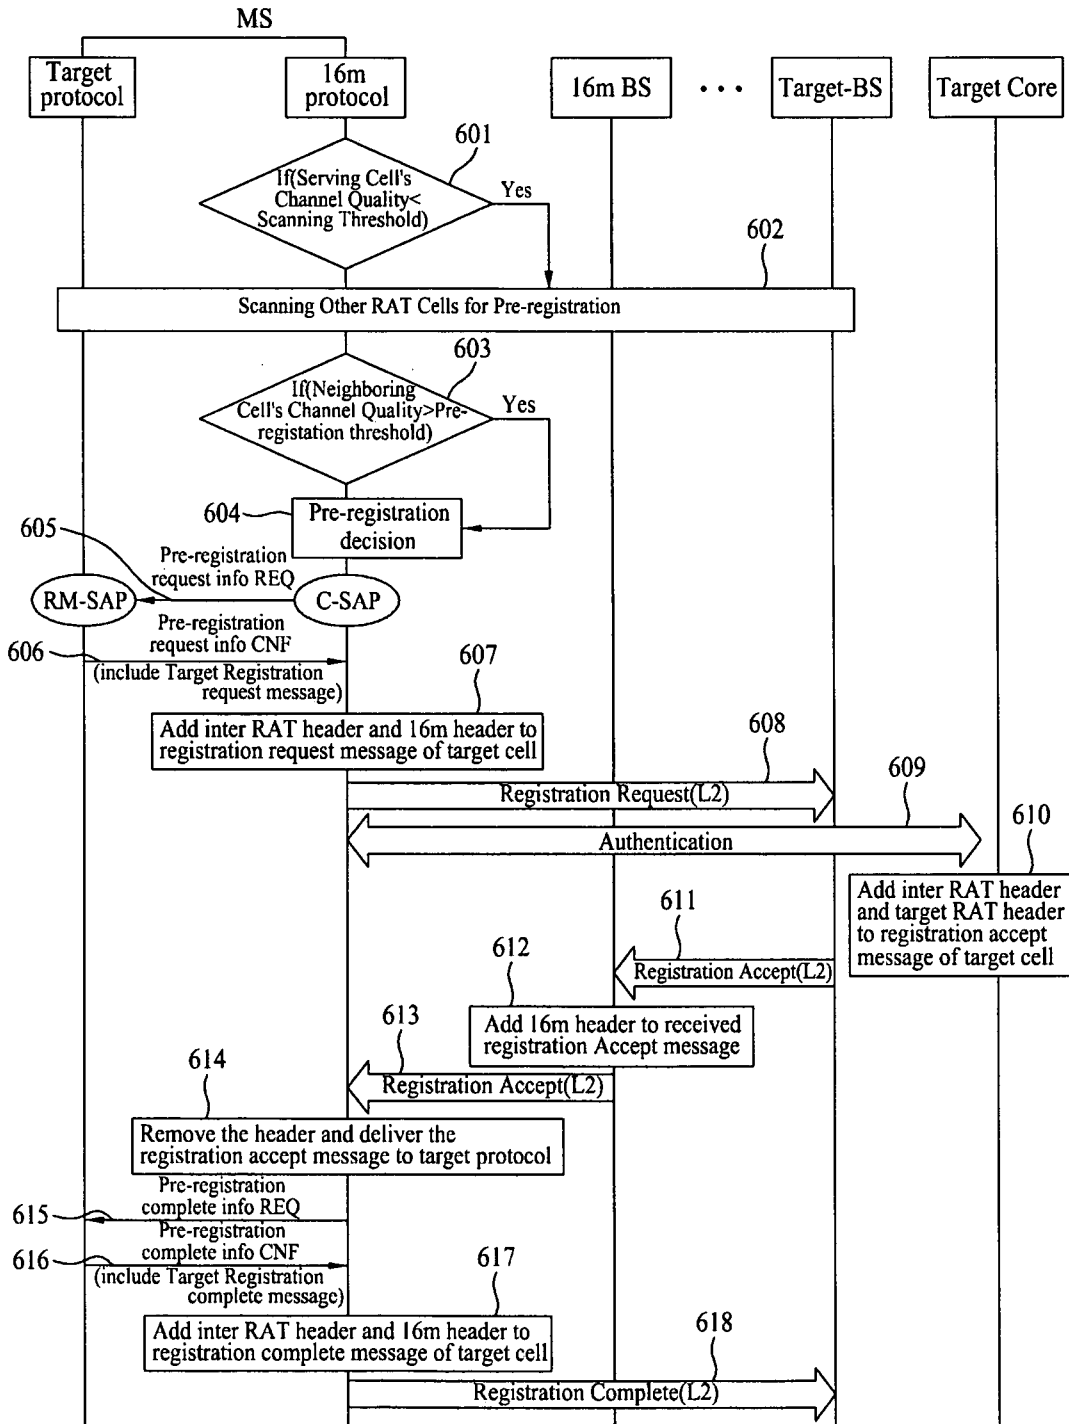 MS
Target
protocol
16m
protocol
16m BS
• • •
Target-BS
Target Core
601
If(Serving Cell's
Channel Quality<
Scanning Threshold)
Yes
602
Scanning Other RAT Cells for Pre-registration
603
If(Neighboring
Cell's Channel Quality>Pre-
registation threshold)
Yes
604
Pre-registration
decision
605
Pre-registration
request info REQ
RM-SAP
C-SAP
Pre-registration
request info CNF
606
(include Target Registration
request message)
607
Add inter RAT header and 16m header to
registration request message of target cell
608
Registration Request(L2)
609
Authentication
610
Add inter RAT header
and target RAT header
to registration accept
message of target cell
611
Registration Accept(L2)
612
Add 16m header to received
registration Accept message
613
Registration Accept(L2)
614
Remove the header and deliver the
registration accept message to target protocol
Pre-registration
complete info REQ
615
Pre-registration
complete info CNF
616
(include Target Registration
complete message)
617
Add inter RAT header and 16m header to
registration complete message of target cell
618
Registration Complete(L2)